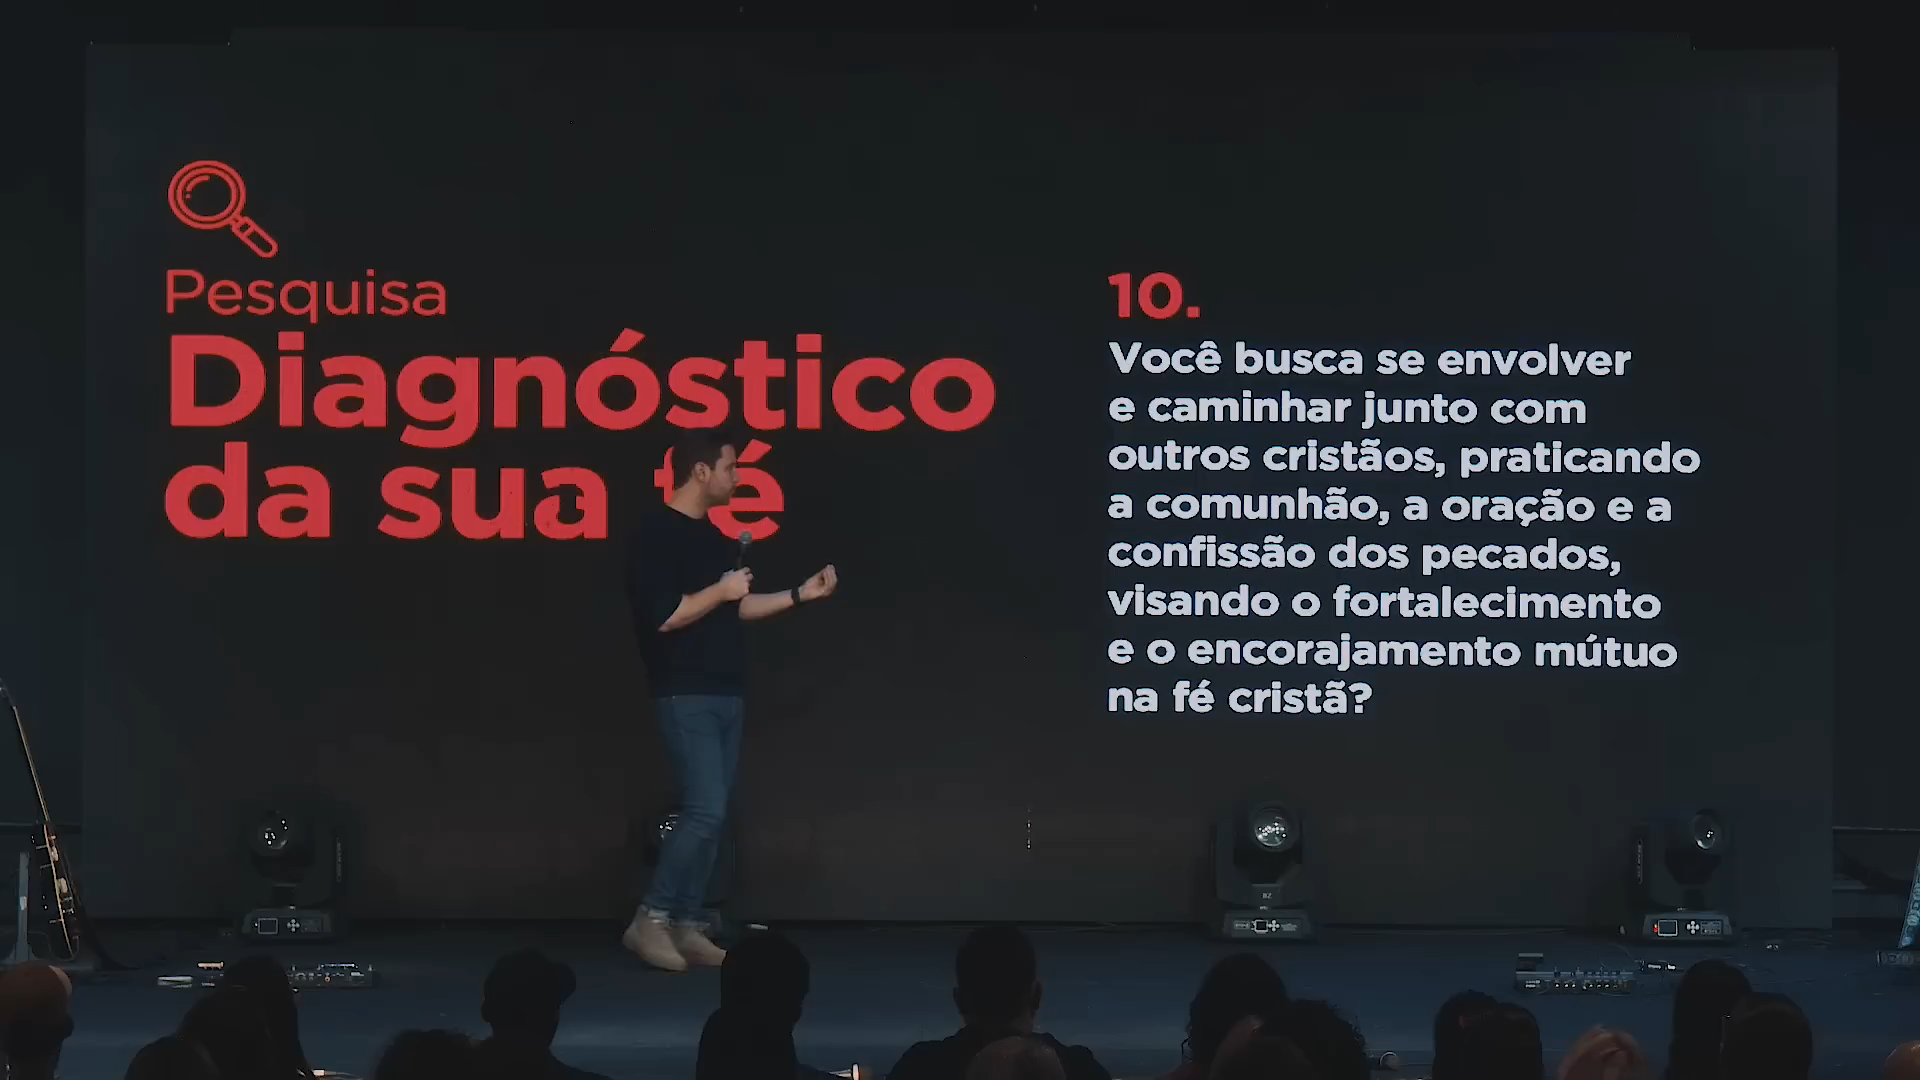 Pesquisa
Diagnóstico
da sua fé
10.
Você busca se envolver
e caminhar junto com
outros cristãos, praticando
a comunhão, a oração e a
confissão dos pecados,
visando o fortalecimento
e o encorajamento mútuo
na fé cristã?